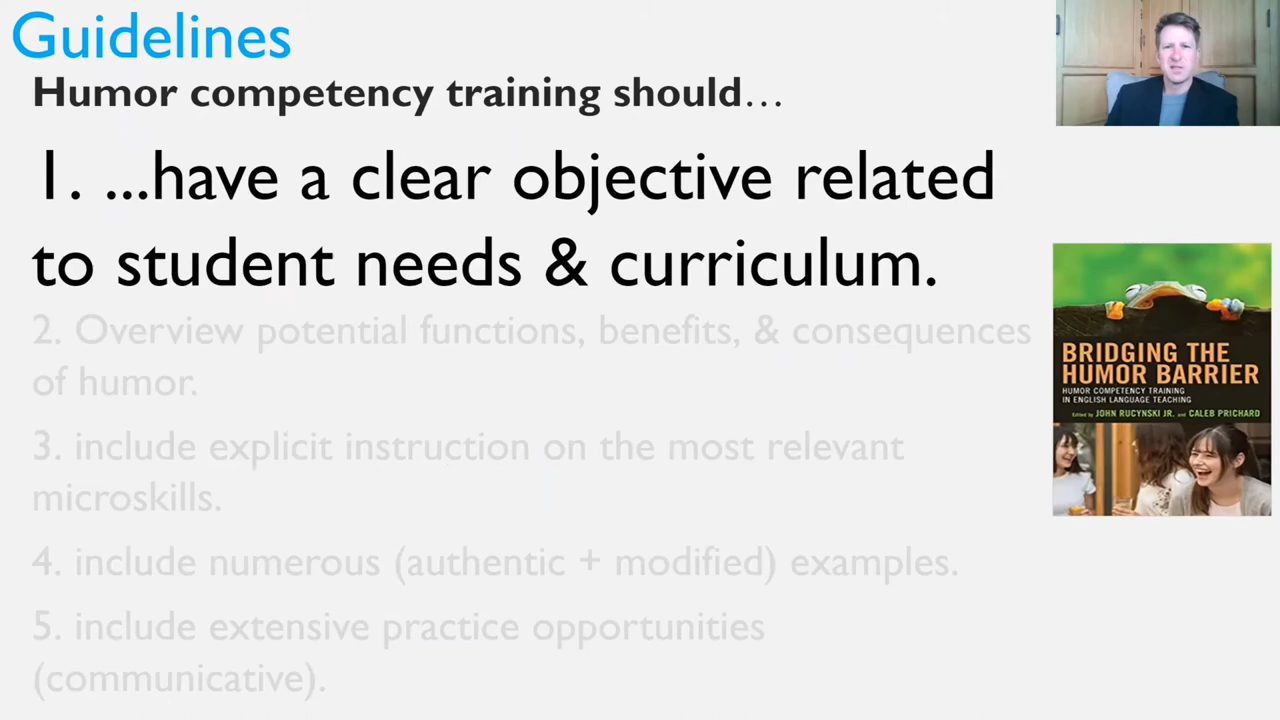 Guidelines
Humor competency training should...
1. ...have a clear objective related
to student needs & curriculum.
2. Overview potential functions, benefits, & consequences
of humor.
3. include explicit instruction on the most relevant
microskills.
4. include numerous (authentic + modified) examples.
5. include extensive practice opportunities
(communicative).
BRIDGING THE
HUMOR BARRIER
HUMOR COMPETENCY TRAINING
IN ENGLISH LANGUAGE TEACHING
Edited by JOHN RUCYNSKI JR. and CALEB PRICHARD